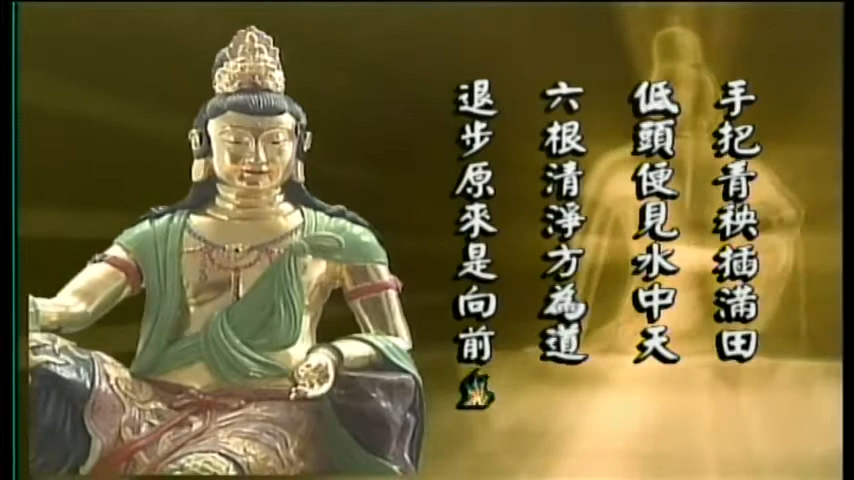 手把青秧插滿田
低頭便見水中天
六根清淨方為道
退步原來是向前